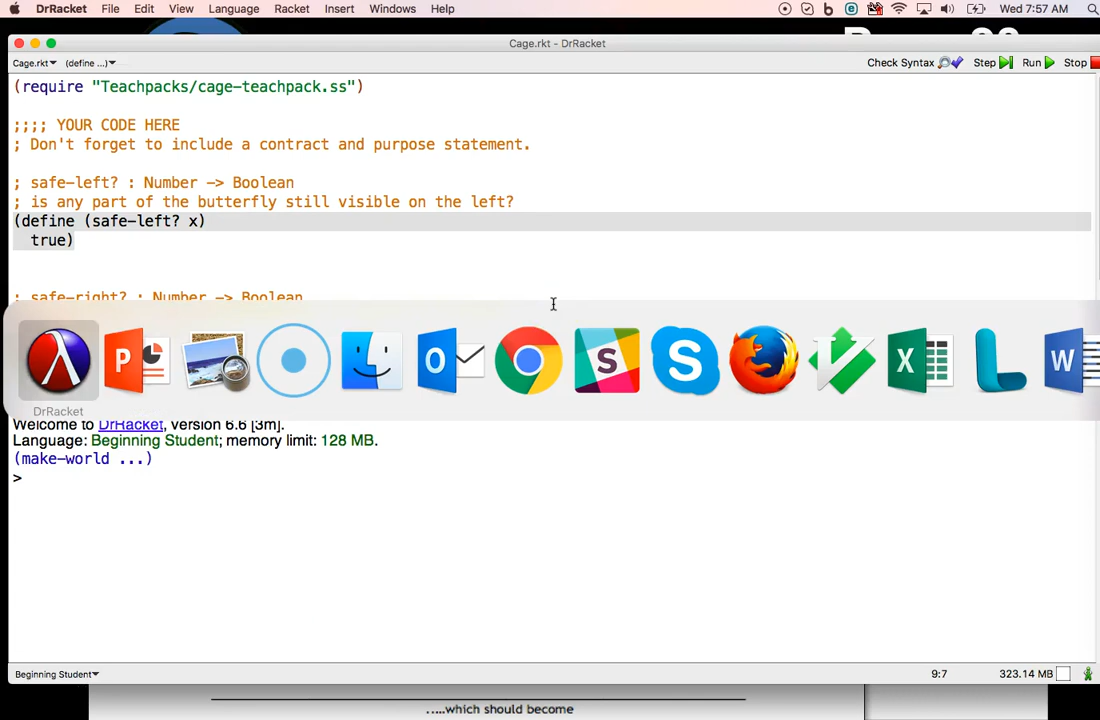 DrRacket File Edit View Language Racket Insert Windows Help Wed 7:57 AM
Cage.rkt - DrRacket
Cage.rkt (define ...) Check Syntax Step Run Stop
(require "Teachpacks/cage-teachpack.ss")
;;;; YOUR CODE HERE
; Don't forget to include a contract and purpose statement.
; safe-left? : Number -> Boolean
; is any part of the butterfly still visible on the left?
(define (safe-left? x)
true)
; safe-right? : Number -> Boolean
DrRacket
Welcome to DrRacket, version 6.6 [3m].
Language: Beginning Student; memory limit: 128 MB.
(make-world ...)
>
Beginning Student 9:7 323.14 MB
.....which should become